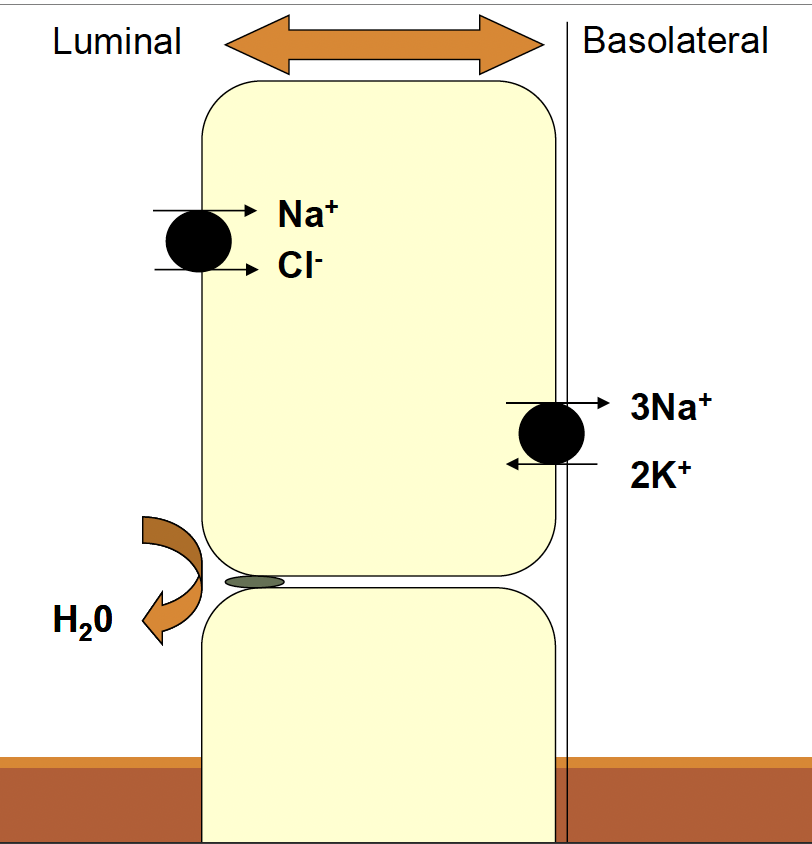 Luminal
Basolateral
Na⁺
Cl⁻
3Na⁺
2K⁺
H₂0